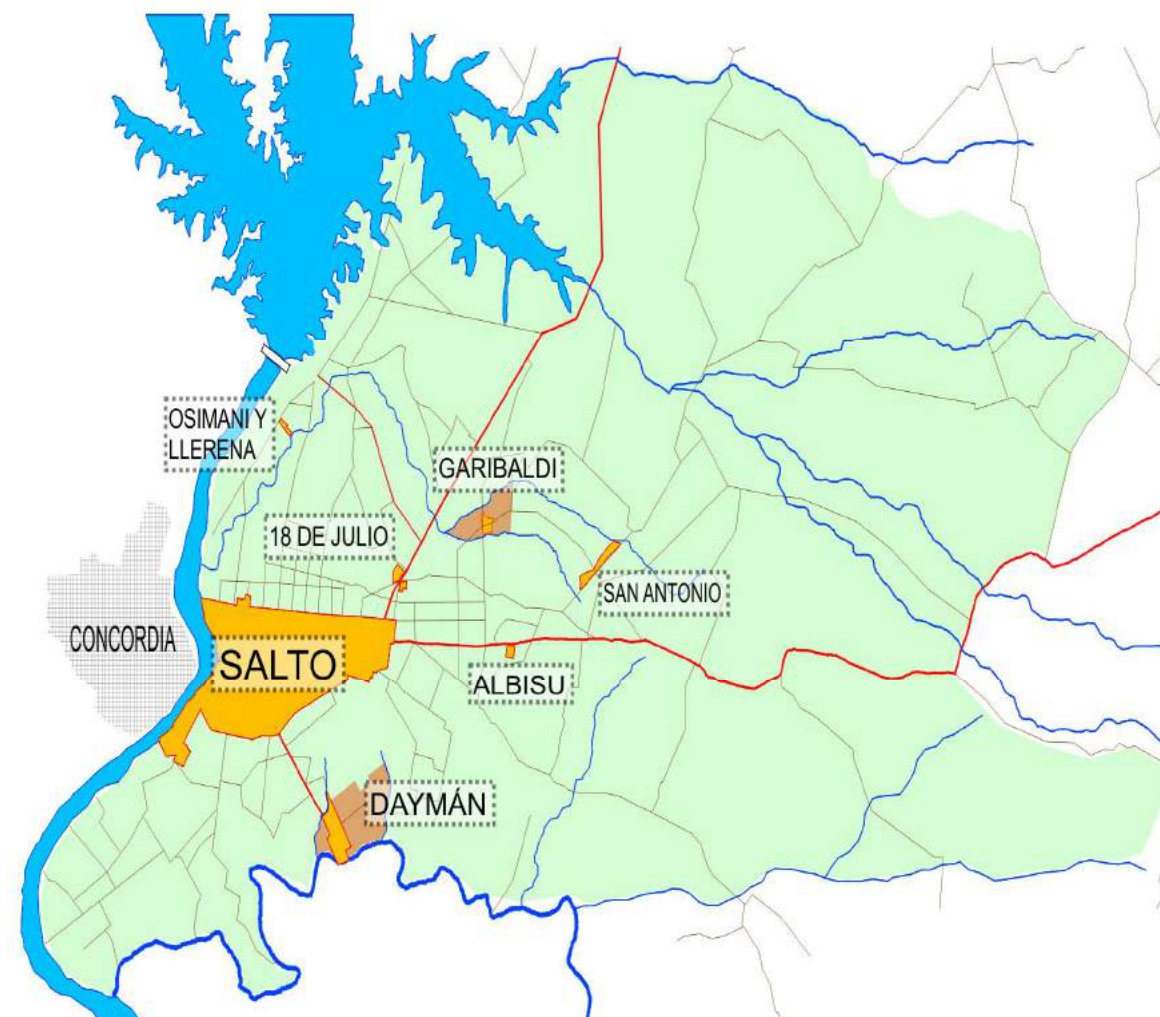 OSIMANI Y
LLERENA
GARIBALDI
18 DE JULIO
SAN ANTONIO
CONCORDIA
SALTO
ALBISU
DAYMÁN